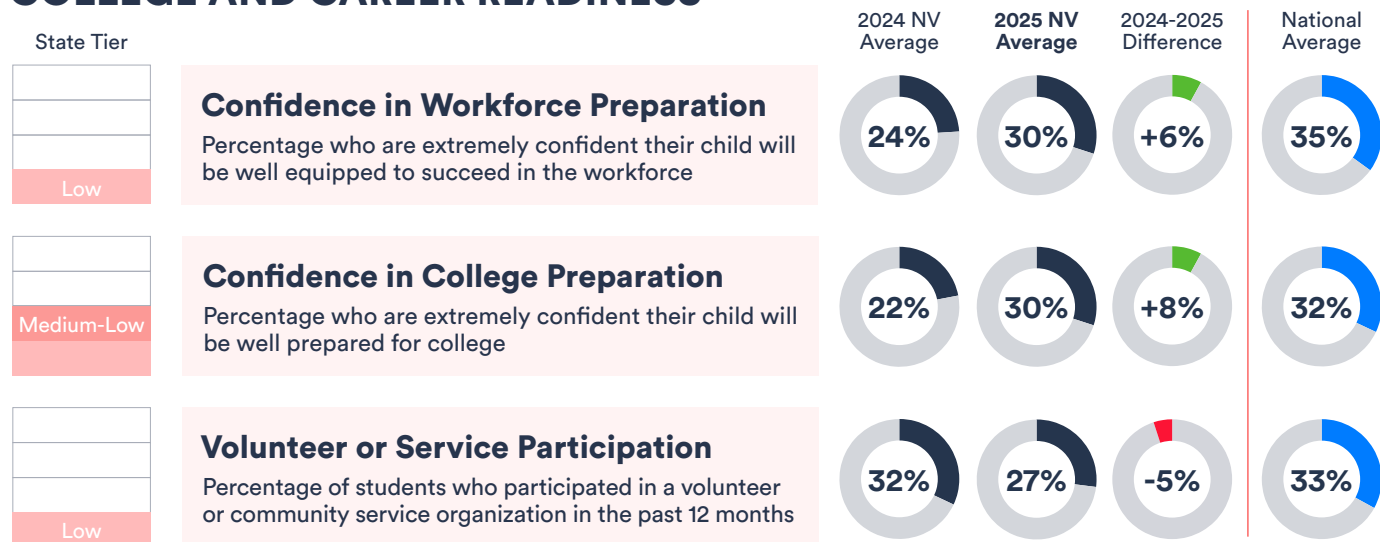 COLLEGE AND CAREER READINESS
State Tier
2024 NV
Average
2025 NV
Average
2024-2025
Difference
National
Average
Low
Confidence in Workforce Preparation
Percentage who are extremely confident their child will
be well equipped to succeed in the workforce
24%
30%
+6%
35%
Medium-Low
Confidence in College Preparation
Percentage who are extremely confident their child will
be well prepared for college
22%
30%
+8%
32%
Low
Volunteer or Service Participation
Percentage of students who participated in a volunteer
or community service organization in the past 12 months
32%
27%
-5%
33%